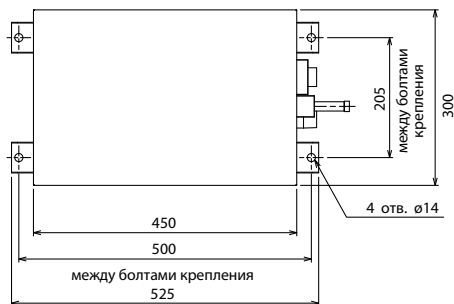 205
между болтами
крепления
300
4 отв. ø14
450
500
между болтами крепления
525